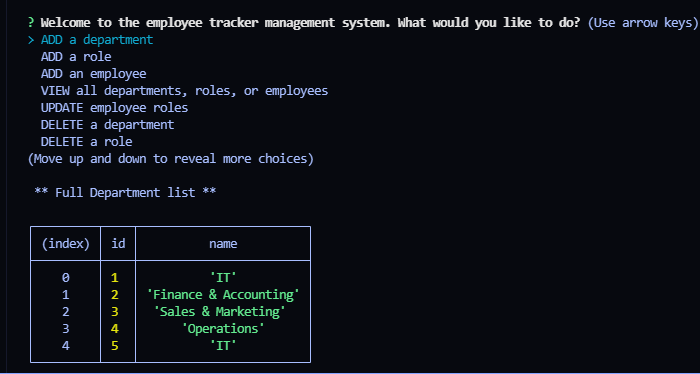 ? Welcome to the employee tracker management system. What would you like to do? (Use arrow keys)
> ADD a department
ADD a role
ADD an employee
VIEW all departments, roles, or employees
UPDATE employee roles
DELETE a department
DELETE a role
(Move up and down to reveal more choices)
** Full Department list **
(index) id name
0 1 'IT'
1 2 'Finance & Accounting'
2 3 'Sales & Marketing'
3 4 'Operations'
4 5 'IT'